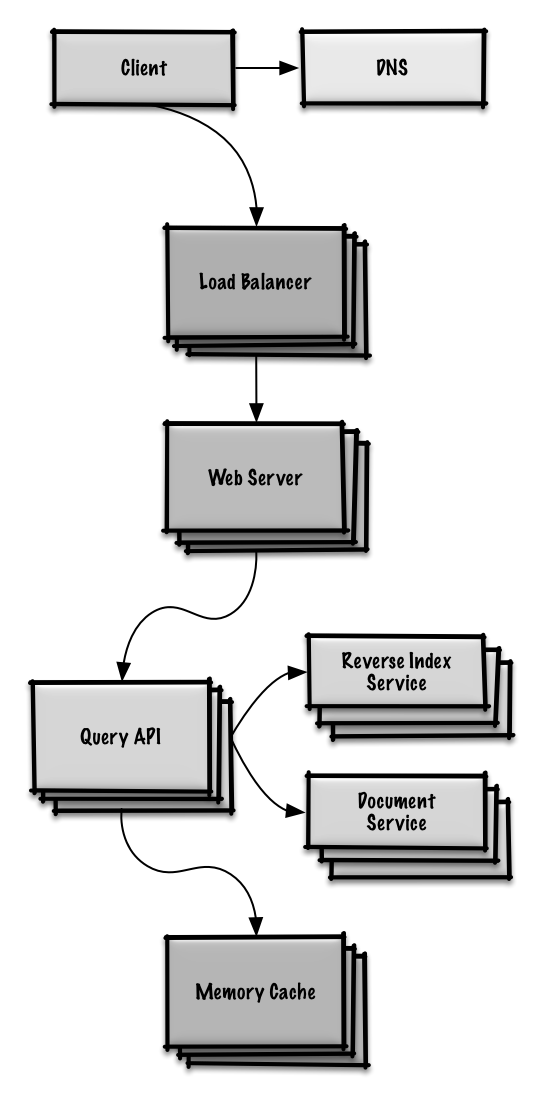 Client
DNS
Load Balancer
Web Server
Reverse Index
Service
Query API
Document
Service
Memory Cache